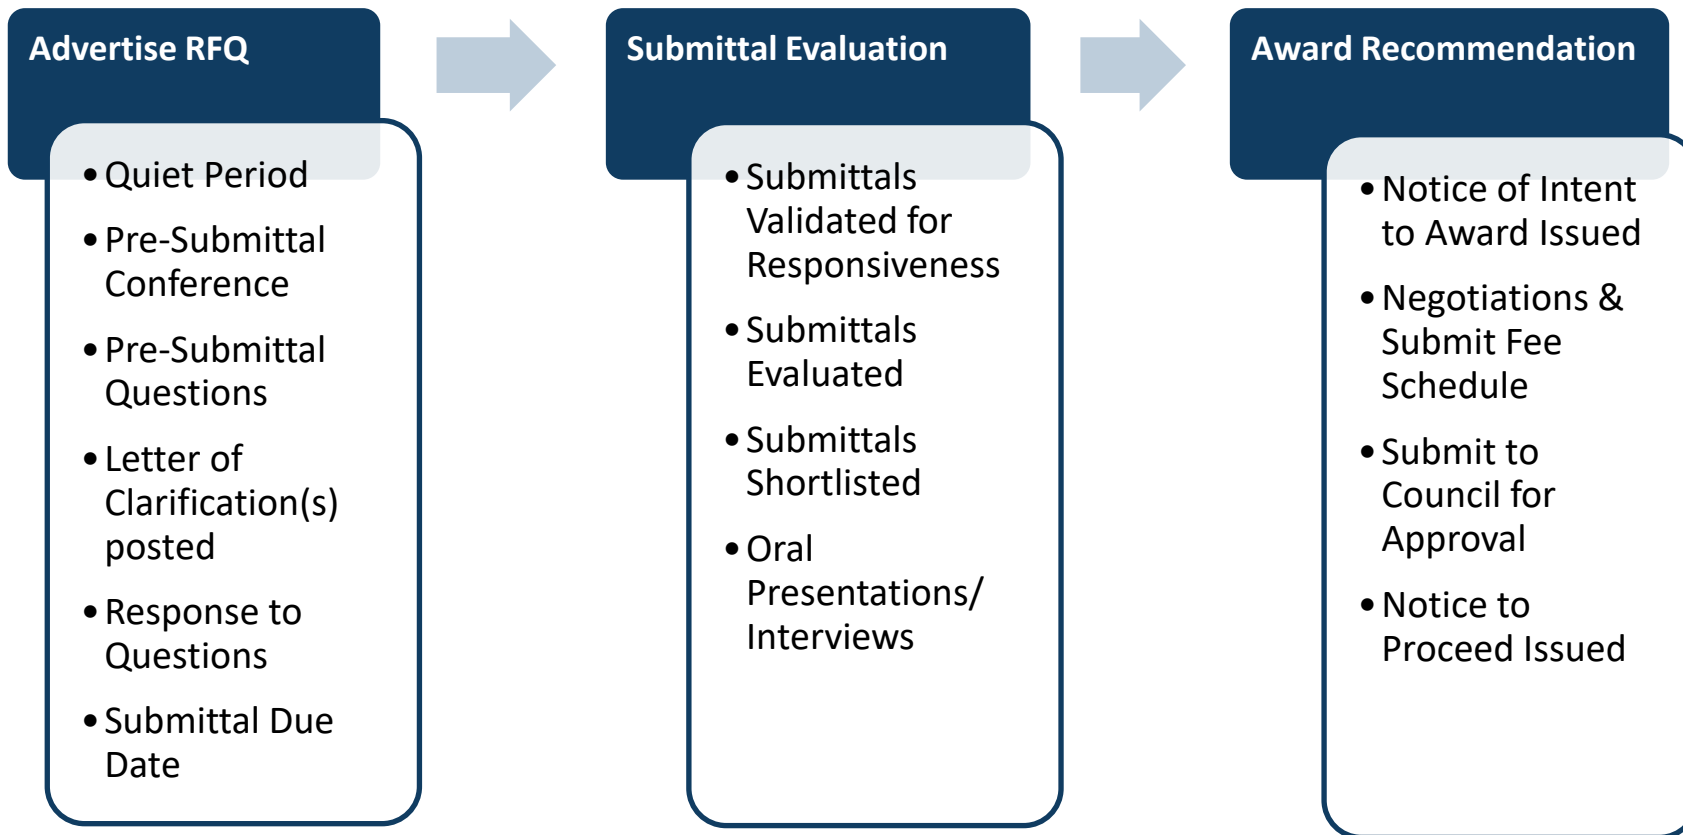 Advertise RFQ
• Quiet Period
• Pre-Submittal
Conference
• Pre-Submittal
Questions
• Letter of
Clarification(s)
posted
• Response to
Questions
• Submittal Due
Date
Submittal Evaluation
• Submittals
Validated for
Responsiveness
• Submittals
Evaluated
• Submittals
Shortlisted
• Oral
Presentations/
Interviews
Award Recommendation
• Notice of Intent
to Award Issued
• Negotiations &
Submit Fee
Schedule
• Submit to
Council for
Approval
• Notice to
Proceed Issued